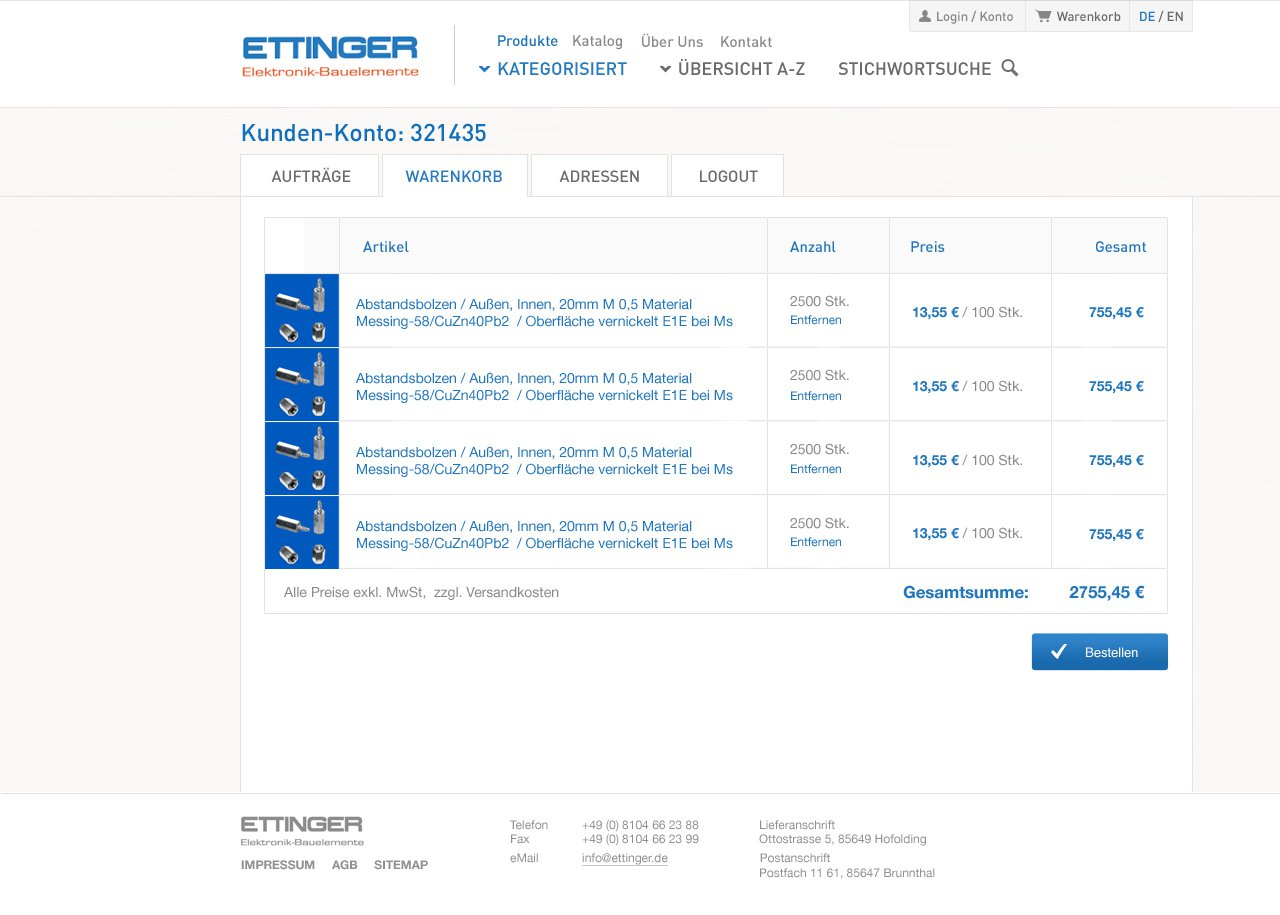 Login / Konto
Warenkorb
DE / EN
ETTINGER
Elektronik-Bauelemente
Produkte Katalog Über Uns Kontakt
KATEGORISIERT ÜBERSICHT A-Z STICHWORTSUCHE
Kunden-Konto: 321435
AUFTRÄGE WARENKORB ADRESSEN LOGOUT
Artikel Anzahl Preis Gesamt
Abstandsbolzen / Außen, Innen, 20mm M 0,5 Material
Messing-58/CuZn40Pb2 / Oberfläche vernickelt E1E bei Ms
2500 Stk.
Entfernen
13,55 € / 100 Stk.
755,45 €
Abstandsbolzen / Außen, Innen, 20mm M 0,5 Material
Messing-58/CuZn40Pb2 / Oberfläche vernickelt E1E bei Ms
2500 Stk.
Entfernen
13,55 € / 100 Stk.
755,45 €
Abstandsbolzen / Außen, Innen, 20mm M 0,5 Material
Messing-58/CuZn40Pb2 / Oberfläche vernickelt E1E bei Ms
2500 Stk.
Entfernen
13,55 € / 100 Stk.
755,45 €
Abstandsbolzen / Außen, Innen, 20mm M 0,5 Material
Messing-58/CuZn40Pb2 / Oberfläche vernickelt E1E bei Ms
2500 Stk.
Entfernen
13,55 € / 100 Stk.
755,45 €
Alle Preise exkl. MwSt, zzgl. Versandkosten
Gesamtsumme: 2755,45 €
Bestellen
ETTINGER
Elektronik-Bauelemente
IMPRESSUM AGB SITEMAP
Telefon +49 (0) 8104 66 23 88
Fax +49 (0) 8104 66 23 99
eMail info@ettinger.de
Lieferanschrift
Ottostrasse 5, 85649 Hofolding
Postanschrift
Postfach 11 61, 85647 Brunnthal